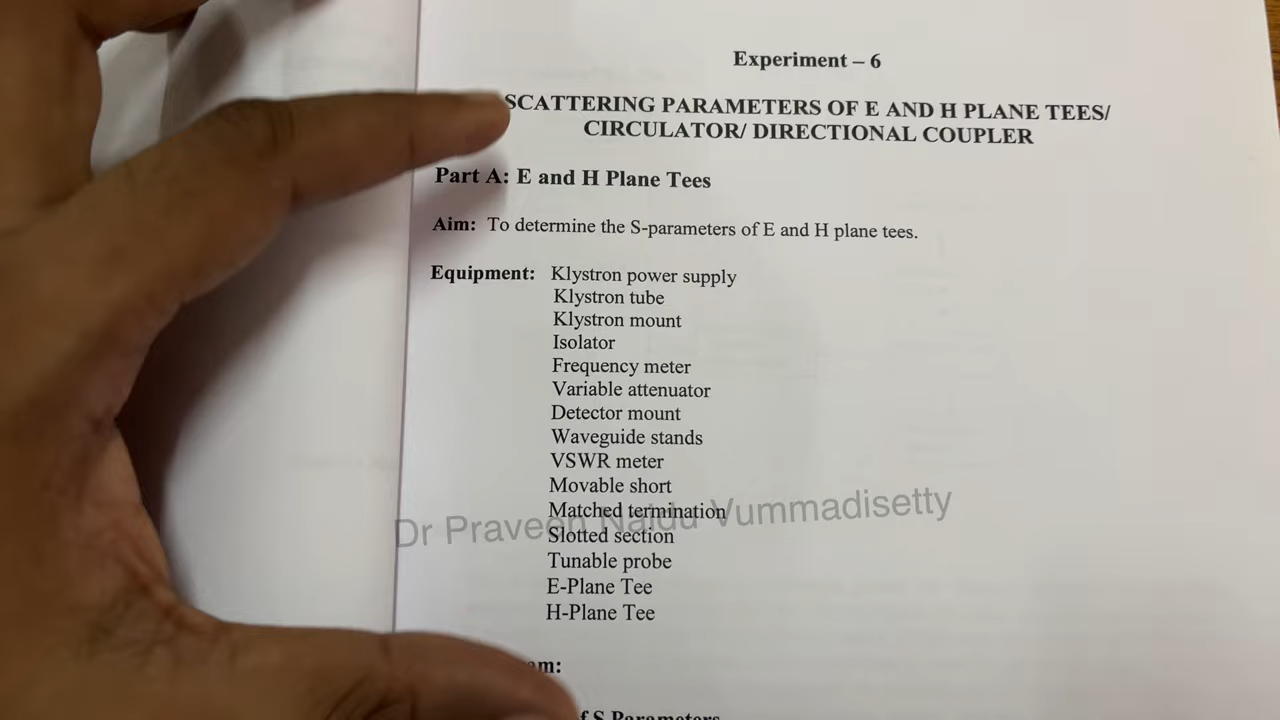 Experiment – 6
SCATTERING PARAMETERS OF E AND H PLANE TEES/
CIRCULATOR/ DIRECTIONAL COUPLER
Part A: E and H Plane Tees
Aim: To determine the S-parameters of E and H plane tees.
Equipment: Klystron power supply
Klystron tube
Klystron mount
Isolator
Frequency meter
Variable attenuator
Detector mount
Waveguide stands
VSWR meter
Movable short
Matched termination
Dr Praveen Naidu Vummadisetty
Slotted section
Tunable probe
E-Plane Tee
H-Plane Tee
S Parameters